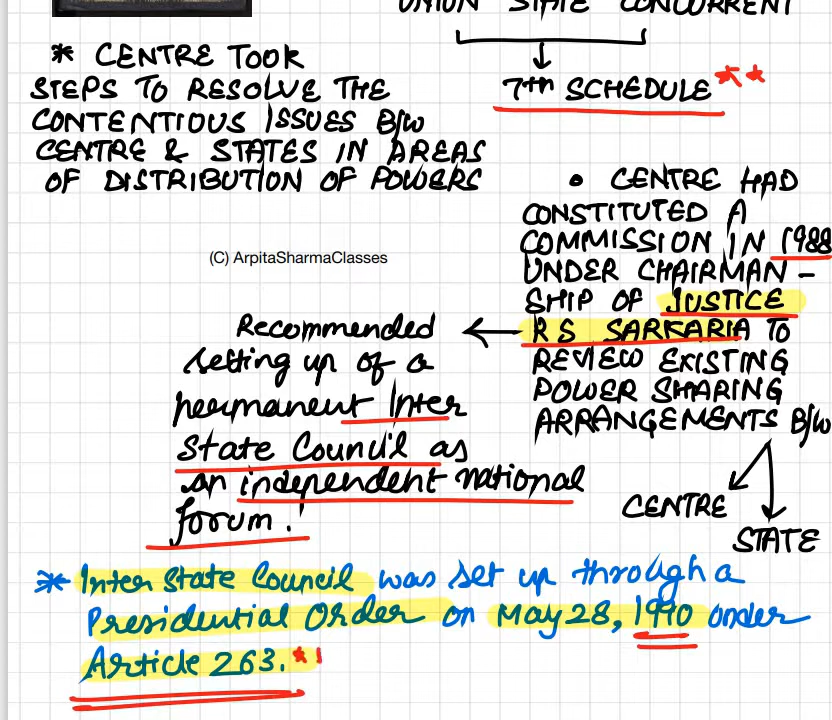 UNION STATE CONCURRENT
7th SCHEDULE **
* CENTRE TOOK
STEPS TO RESOLVE THE
CONTENTIOUS ISSUES B/W
CENTRE & STATES IN AREAS
OF DISTRIBUTION OF POWERS
• CENTRE HAD
CONSTITUTED A
COMMISSION IN 1988
UNDER CHAIRMAN-
SHIP OF JUSTICE
R S SARKARIA TO
REVIEW EXISTING
POWER SHARING
ARRANGEMENTS B/W
CENTRE
STATE
(C) ArpitaSharmaClasses
Recommended
setting up of a
permanent Inter
State Council as
an independent national
forum.
* Inter State Council was set up through a
Presidential Order on May 28, 1990 under
Article 263.*